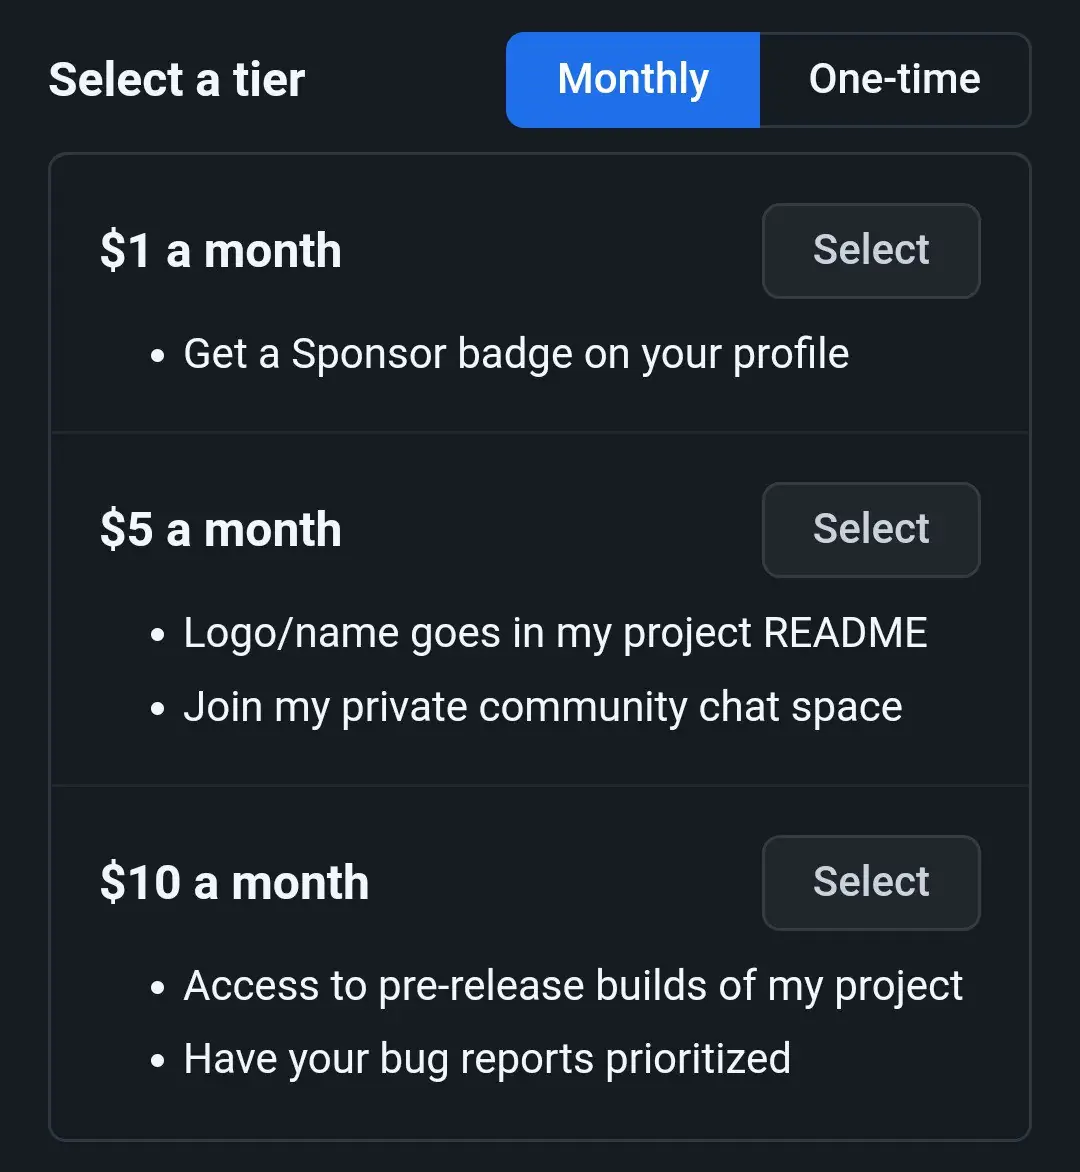 Select a tier
Monthly
One-time
$1 a month
Select
Get a Sponsor badge on your profile
$5 a month
Select
Logo/name goes in my project README
Join my private community chat space
$10 a month
Select
Access to pre-release builds of my project
Have your bug reports prioritized